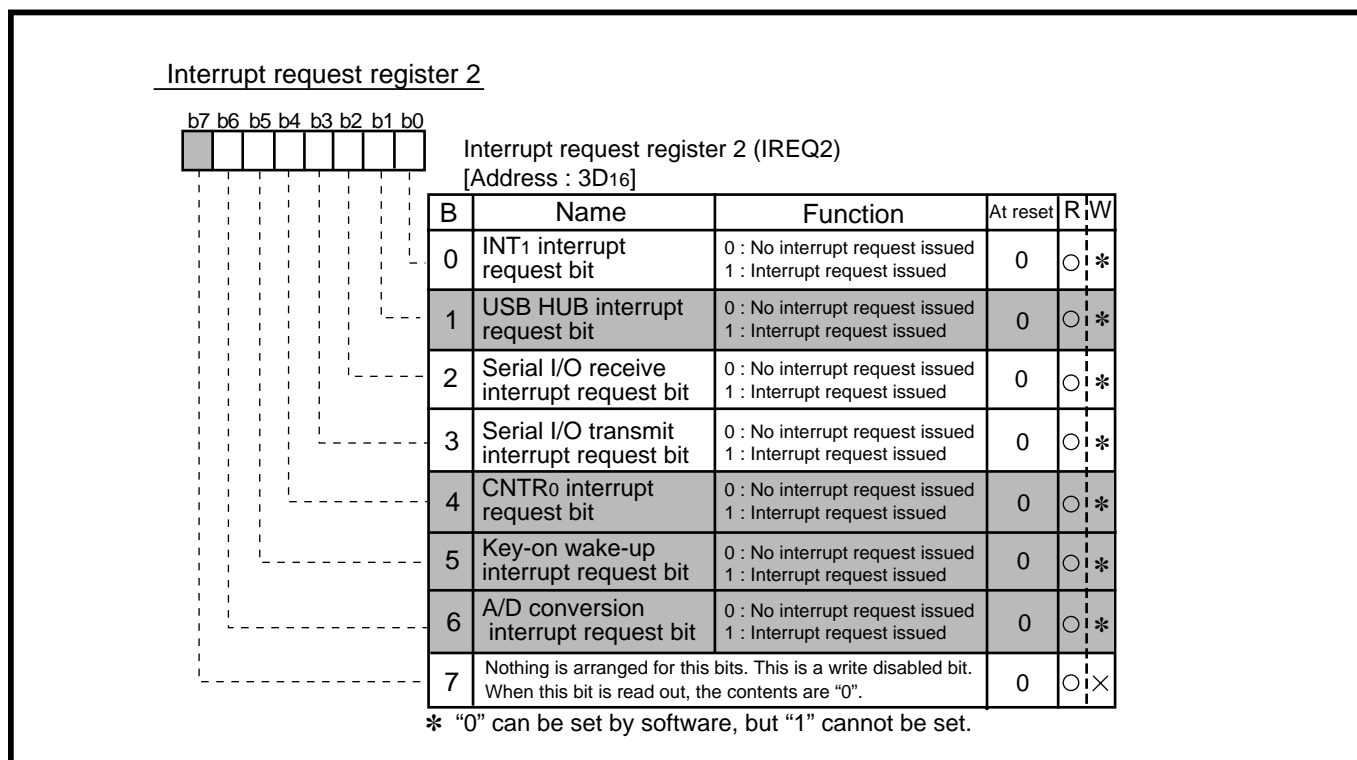 Interrupt request register 2
b7 b6 b5 b4 b3 b2 b1 b0
Interrupt request register 2 (IREQ2)
[Address : 3D16]
B Name Function At reset R W
0 INT1 interrupt request bit 0 : No interrupt request issued 0 ○ ✻
1 : Interrupt request issued
1 USB HUB interrupt request bit 0 : No interrupt request issued 0 ○ ✻
1 : Interrupt request issued
2 Serial I/O receive interrupt request bit 0 : No interrupt request issued 0 ○ ✻
1 : Interrupt request issued
3 Serial I/O transmit interrupt request bit 0 : No interrupt request issued 0 ○ ✻
1 : Interrupt request issued
4 CNTR0 interrupt request bit 0 : No interrupt request issued 0 ○ ✻
1 : Interrupt request issued
5 Key-on wake-up interrupt request bit 0 : No interrupt request issued 0 ○ ✻
1 : Interrupt request issued
6 A/D conversion interrupt request bit 0 : No interrupt request issued 0 ○ ✻
1 : Interrupt request issued
7 Nothing is arranged for this bits. This is a write disabled bit. 0 ○ ×
When this bit is read out, the contents are “0”.
✻ “0” can be set by software, but “1” cannot be set.